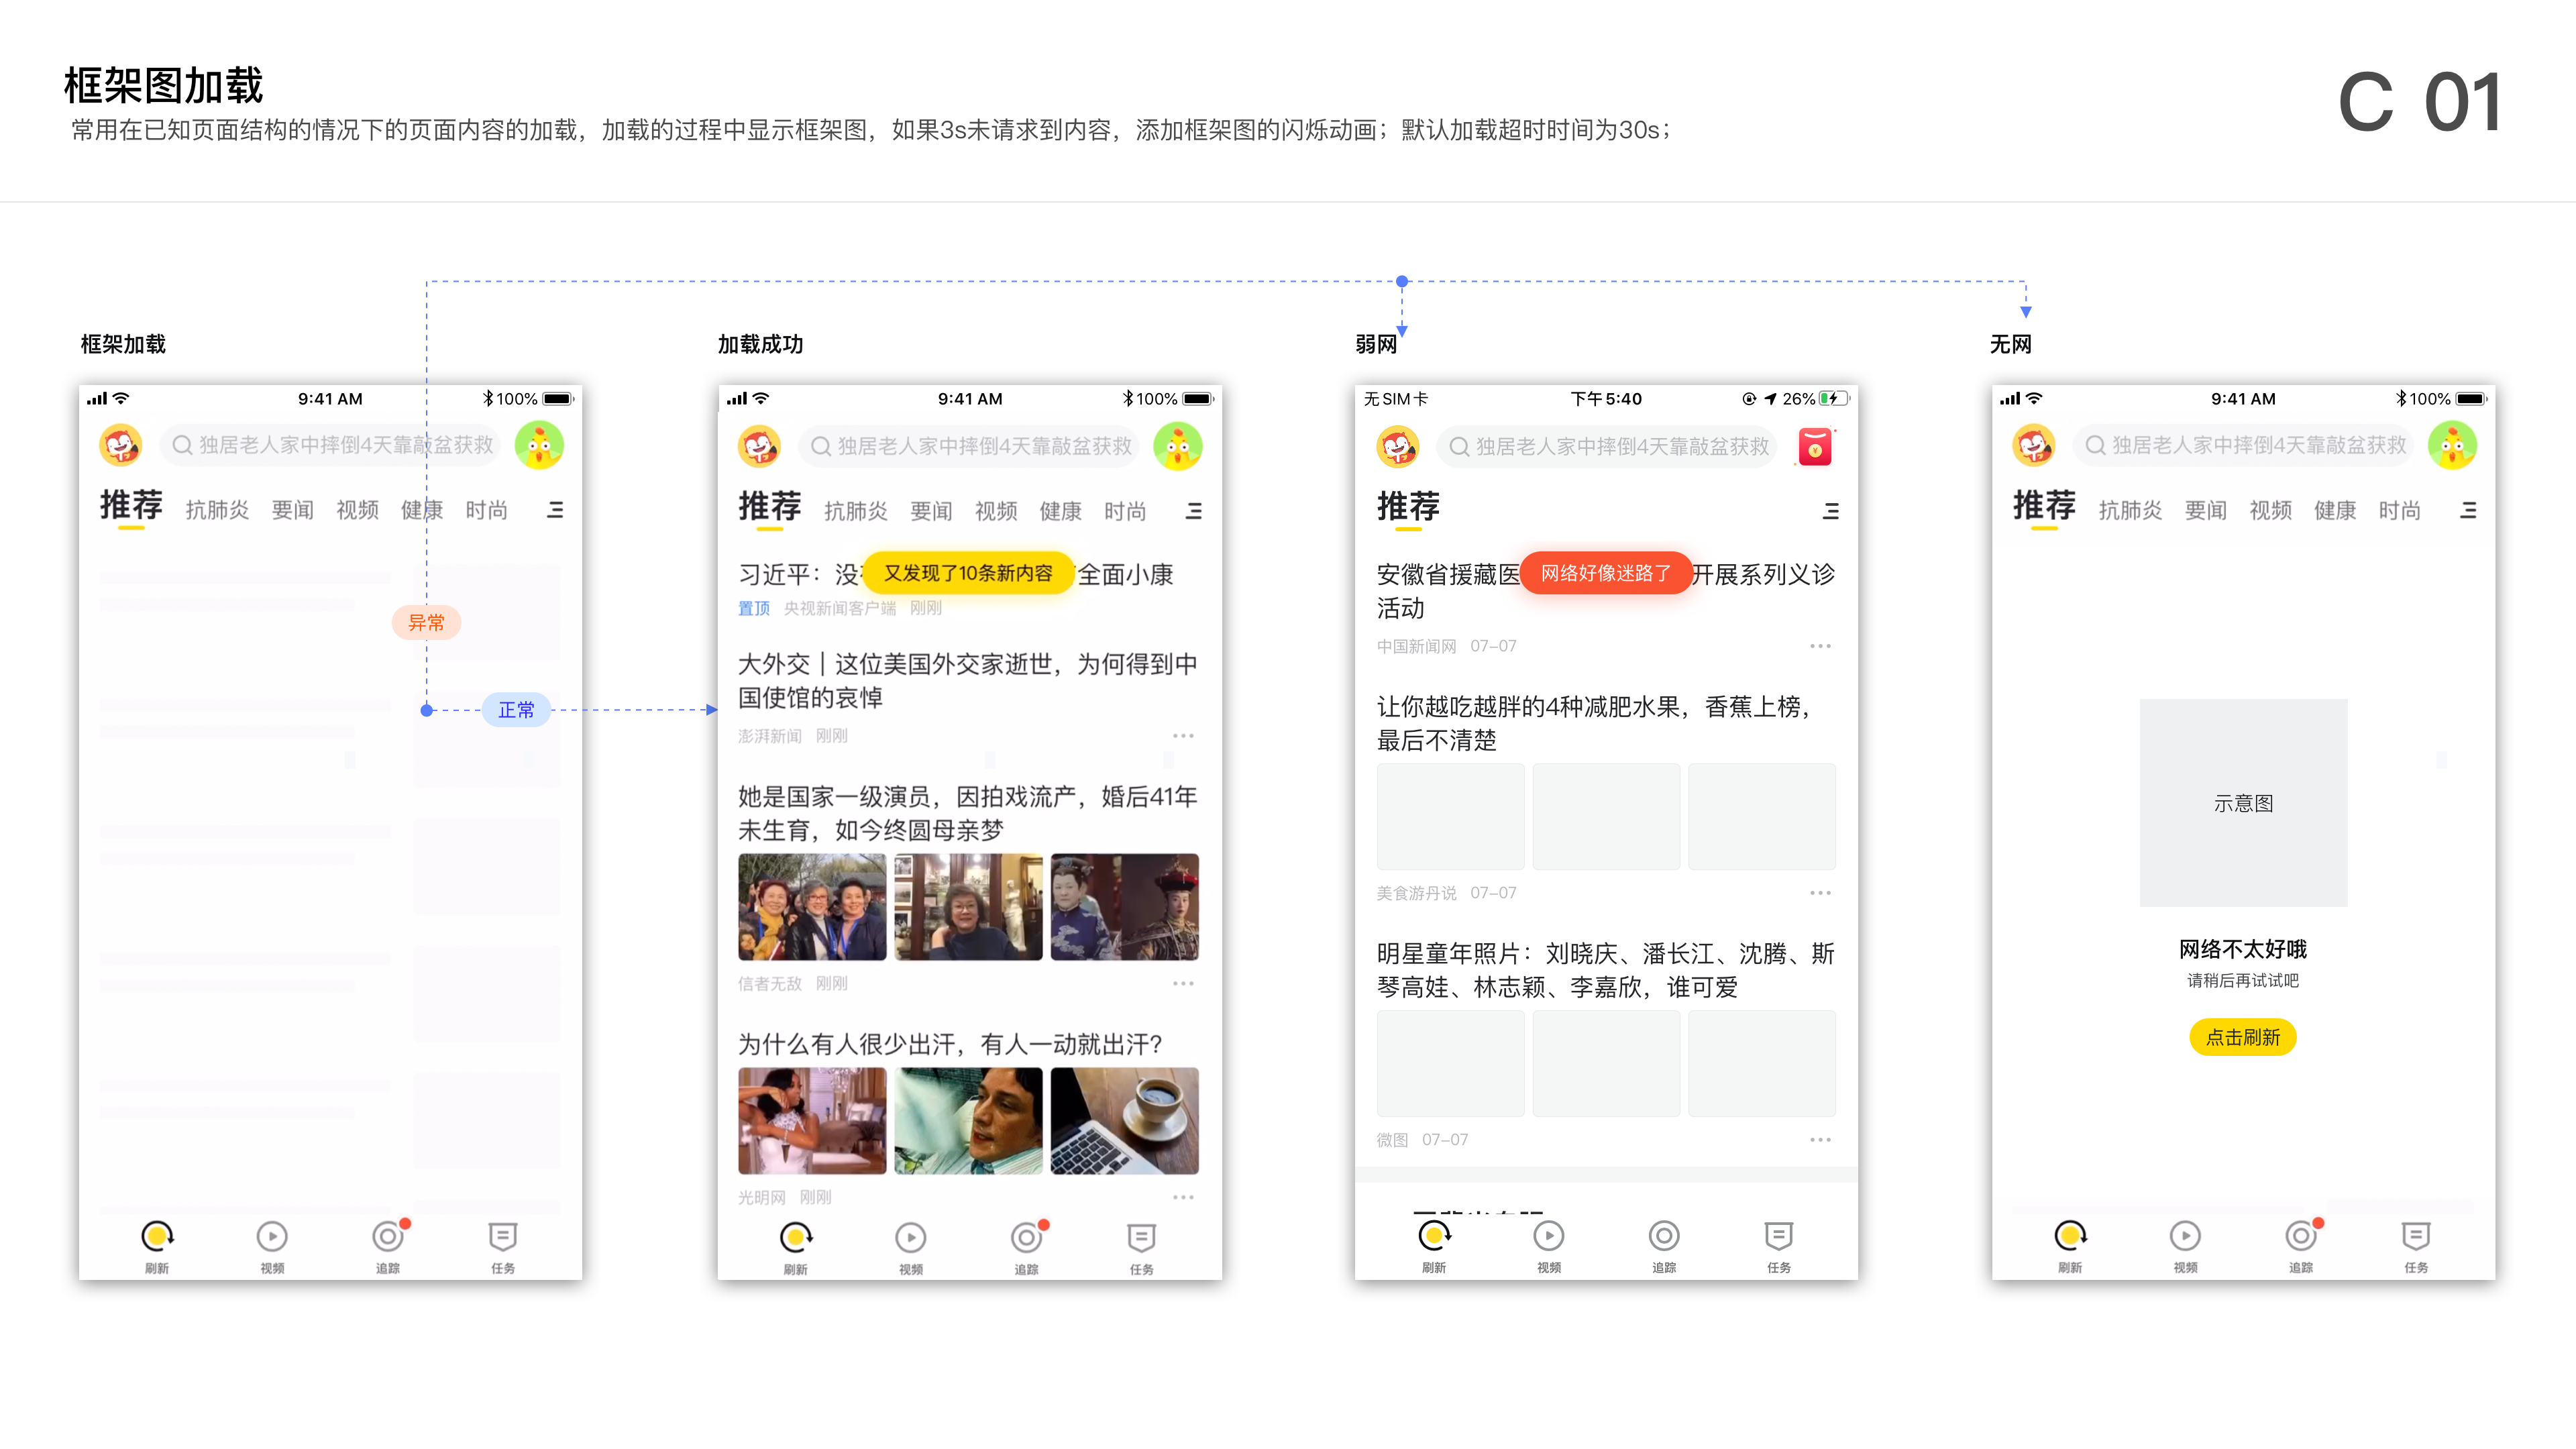 框架图加载
常用在已知页面结构的情况下的页面内容的加载，加载的过程中显示框架图，如果3s未请求到内容，添加框架图的闪烁动画；默认加载超时时间为30s；
C 01
框架加载
9:41 AM
100%
独居老人家中摔倒4天靠敲盆获救
推荐 抗肺炎 要闻 视频 健康 时尚
异常
正常
刷新 视频 追踪 任务
加载成功
9:41 AM
100%
独居老人家中摔倒4天靠敲盆获救
推荐 抗肺炎 要闻 视频 健康 时尚
习近平：没 全面小康
又发现了10条新内容
置顶 央视新闻客户端 刚刚
大外交｜这位美国外交家逝世，为何得到中
国使馆的哀悼
澎湃新闻 刚刚
她是国家一级演员，因拍戏流产，婚后41年
未生育，如今终圆母亲梦
信者无敌 刚刚
为什么有人很少出汗，有人一动就出汗？
光明网 刚刚
刷新 视频 追踪 任务
弱网
无SIM卡 下午5:40 26%
独居老人家中摔倒4天靠敲盆获救
推荐
安徽省援藏医 开展系列义诊
网络好像迷路了
活动
中国新闻网 07-07
让你越吃越胖的4种减肥水果，香蕉上榜，
最后不清楚
美食游丹说 07-07
明星童年照片：刘晓庆、潘长江、沈腾、斯
琴高娃、林志颖、李嘉欣，谁可爱
微图 07-07
刷新 视频 追踪 任务
无网
9:41 AM
100%
独居老人家中摔倒4天靠敲盆获救
推荐 抗肺炎 要闻 视频 健康 时尚
示意图
网络不太好哦
请稍后再试试吧
点击刷新
刷新 视频 追踪 任务